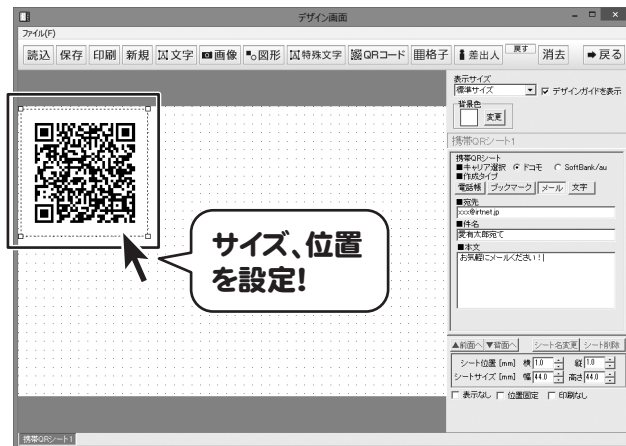 デザイン画面
ファイル(F)
読込 保存 印刷 新規 文字 画像 図形 特殊文字 QRコード 格子 差出人 戻す 消去 戻る
表示サイズ
標準サイズ デザインガイドを表示
背景色
変更
携帯QRシート1
携帯QRシート
■キャリア選択 ドコモ SoftBank/au
■作成タイプ
電話帳 ブックマーク メール 文字
■宛先
xxx@irtnet.jp
■件名
愛有太郎宛て
■本文
お気軽にメールください!
サイズ、位置
を設定!
▲前面へ ▼背面へ シート名変更 シート削除
シート位置 [mm] 横 1.0 縦 1.0
シートサイズ [mm] 幅 44.0 高さ 44.0
表示なし 位置固定 印刷なし
携帯QRシート1